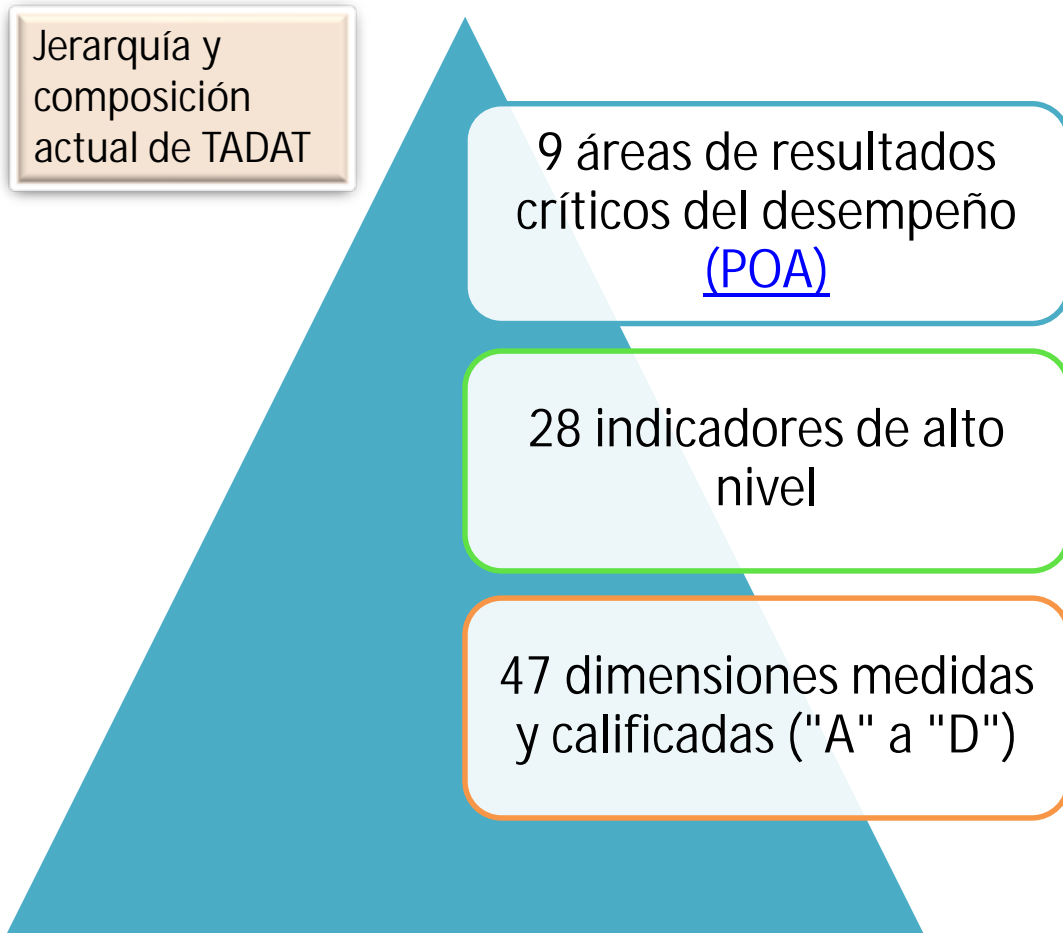 Jerarquía y
composición
actual de TADAT
9 áreas de resultados
críticos del desempeño
(POA)
28 indicadores de alto
nivel
47 dimensiones medidas
y calificadas ("A" a "D")